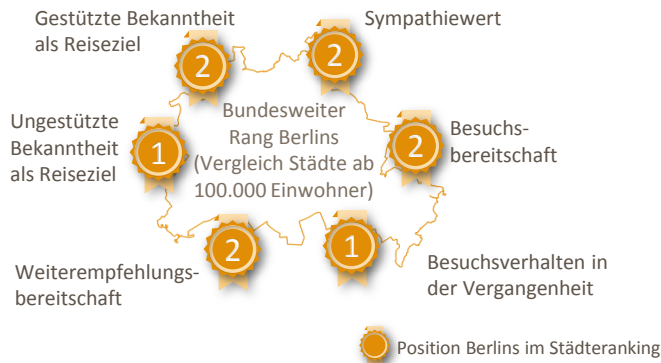 Gestützte Bekanntheit
als Reiseziel
2
Sympathiewert
2
Ungestützte
Bekanntheit
als Reiseziel
1
Bundesweiter
Rang Berlins
(Vergleich Städte ab
100.000 Einwohner)
Besuchs-
bereitschaft
2
Weiterempfehlungs-
bereitschaft
2
1
Besuchsverhalten in
der Vergangenheit
Position Berlins im Städteranking